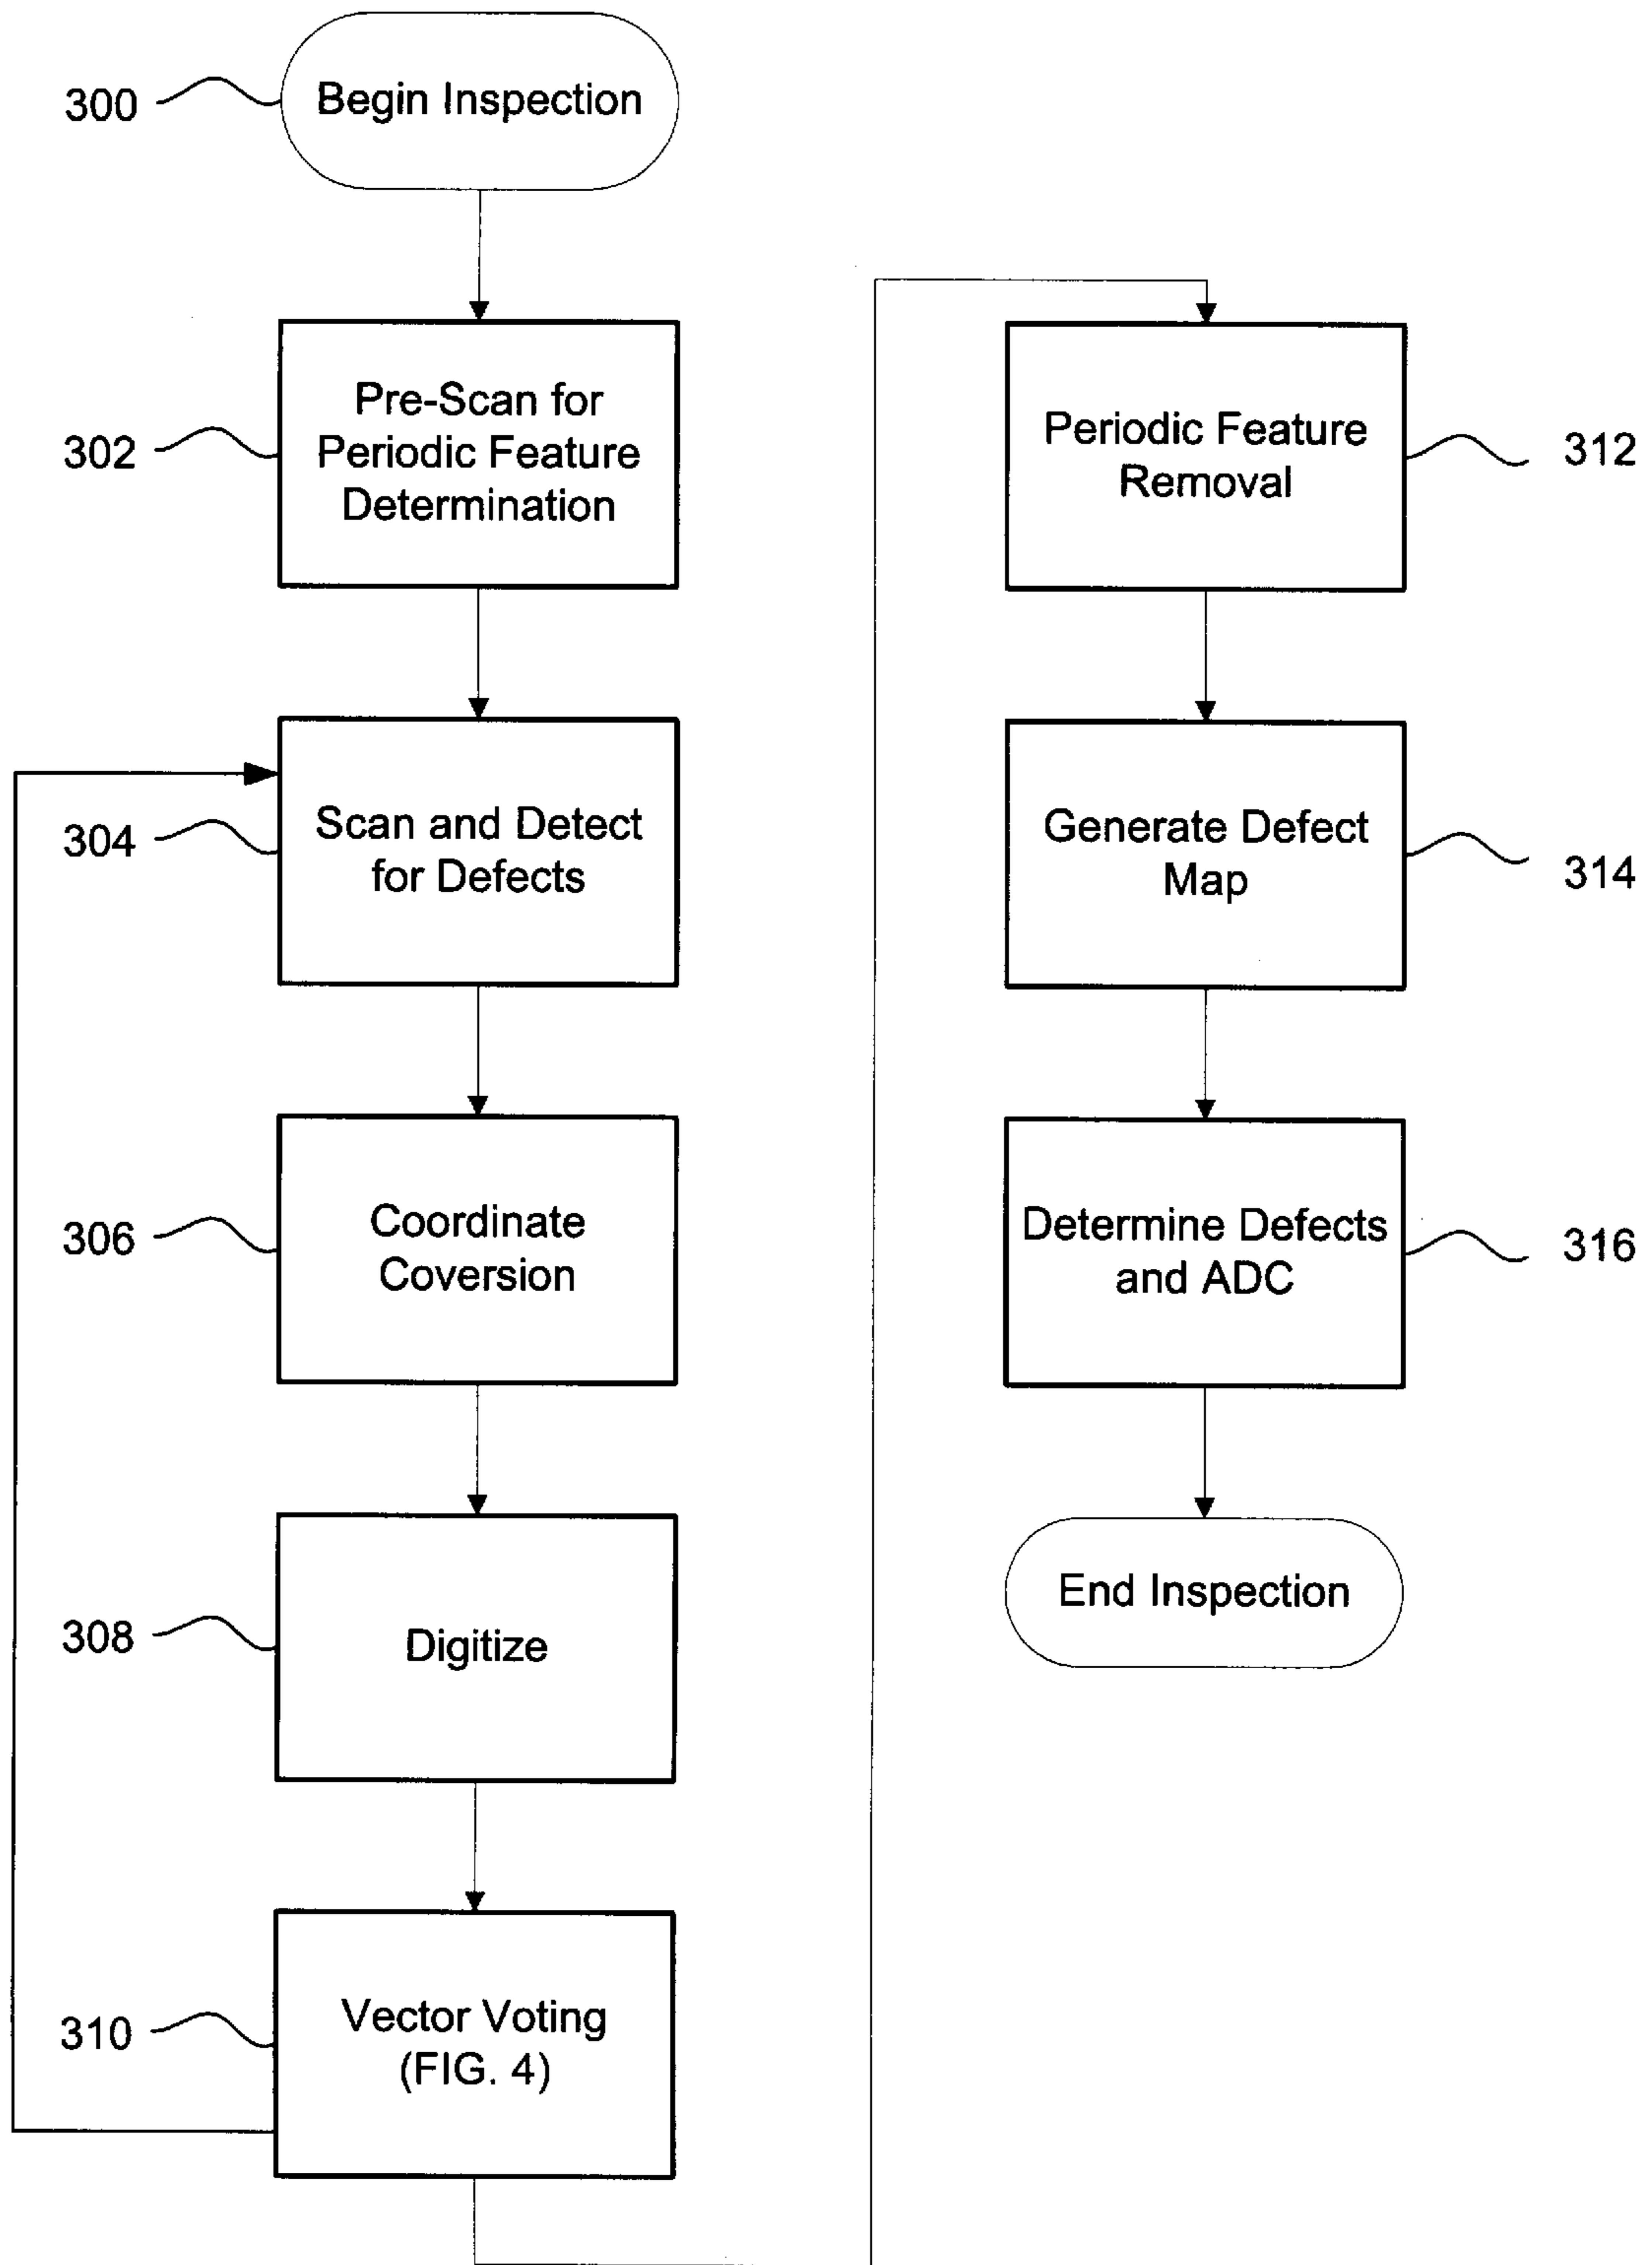 300
Begin Inspection
302
Pre-Scan for
Periodic Feature
Determination
304
Scan and Detect
for Defects
306
Coordinate
Coversion
308
Digitize
310
Vector Voting
(FIG. 4)
Periodic Feature
Removal
312
Generate Defect
Map
314
Determine Defects
and ADC
316
End Inspection